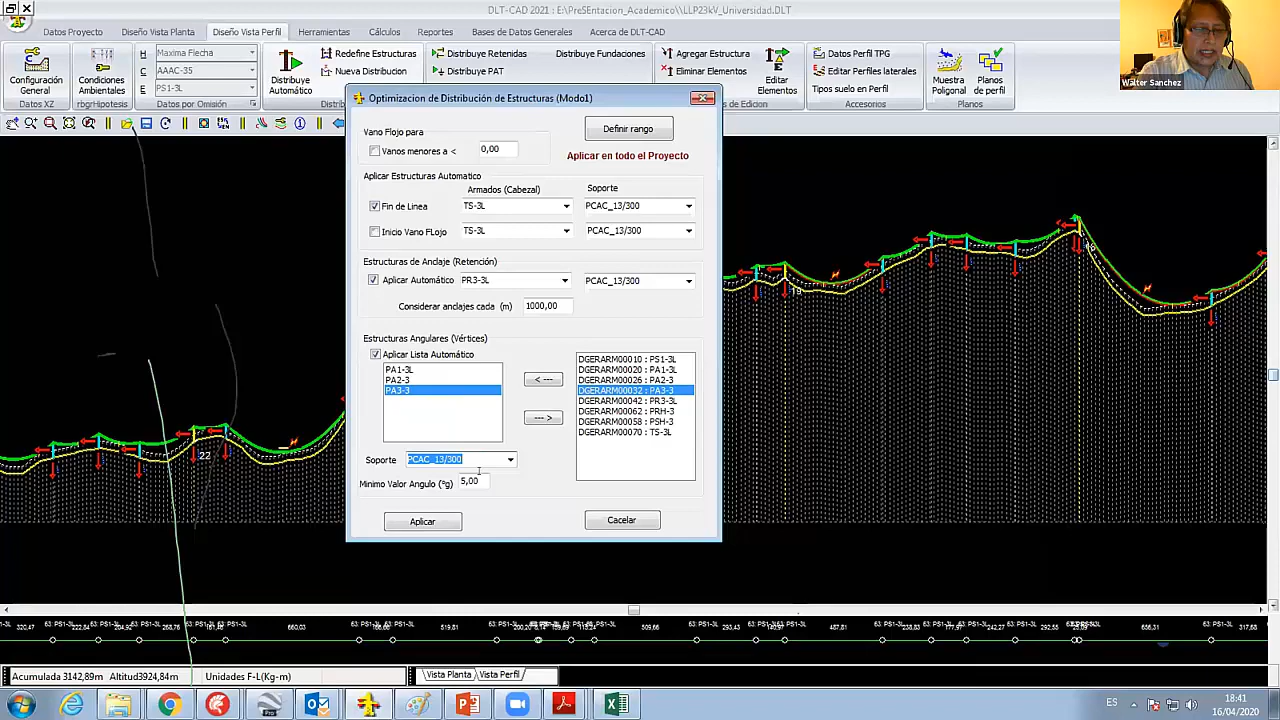 DLT-CAD 2021 : E:\PreSEntacion_Academico\\LLP23kV_Universidad.DLT
Datos Proyecto
Diseño Vista Planta
Diseño Vista Perfil
Herramientas
Cálculos
Reportes
Bases de Datos Generales
Acerca de DLT-CAD
Configuración General
Datos XZ
Condiciones Ambientales
rbgrHipotesis
H Maxima Flecha
C AAAC-35
E PS1-3L
Datos por Omisión
Distribuye Automático
Redefine Estructuras
Nueva Distribucion
Distribuye Retenidas
Distribuye PAT
Distribuye Fundaciones
Agregar Estructura
Eliminar Elementos
Editar Elementos
Datos Perfil TPG
Editar Perfiles laterales
Tipos suelo en Perfil
Accesorios
Muestra Poligonal
Planos de perfil
Planos
Walter Sanchez
Optimizacion de Distribución de Estructuras (Modo1)
Vano Flojo para
Vanos menores a < 0,00
Definir rango
Aplicar en todo el Proyecto
Aplicar Estructuras Automatico
Armados (Cabezal)
Soporte
Fin de Linea TS-3L PCAC_13/300
Inicio Vano FLojo TS-3L PCAC_13/300
Estructuras de Anclaje (Retención)
Aplicar Automático PR3-3L PCAC_13/300
Considerar anclajes cada (m) 1000,00
Estructuras Angulares (Vértices)
Aplicar Lista Automático
PA1-3L
PA2-3
PA3-3
< ---
--- >
DGERARM00010 : PS1-3L
DGERARM00020 : PA1-3L
DGERARM00026 : PA2-3
DGERARM00032 : PA3-3
DGERARM00042 : PR3-3L
DGERARM00062 : PRH-3
DGERARM00058 : PSH-3
DGERARM00070 : TS-3L
Soporte PCAC_13/300
Minimo Valor Angulo (°g) 5,00
Aplicar
Cacelar
22
Acumulada 3142,89m Altitud3924,84m
Unidades F-L(Kg-m)
Vista Planta
Vista Perfil
ES
18:41
16/04/2020